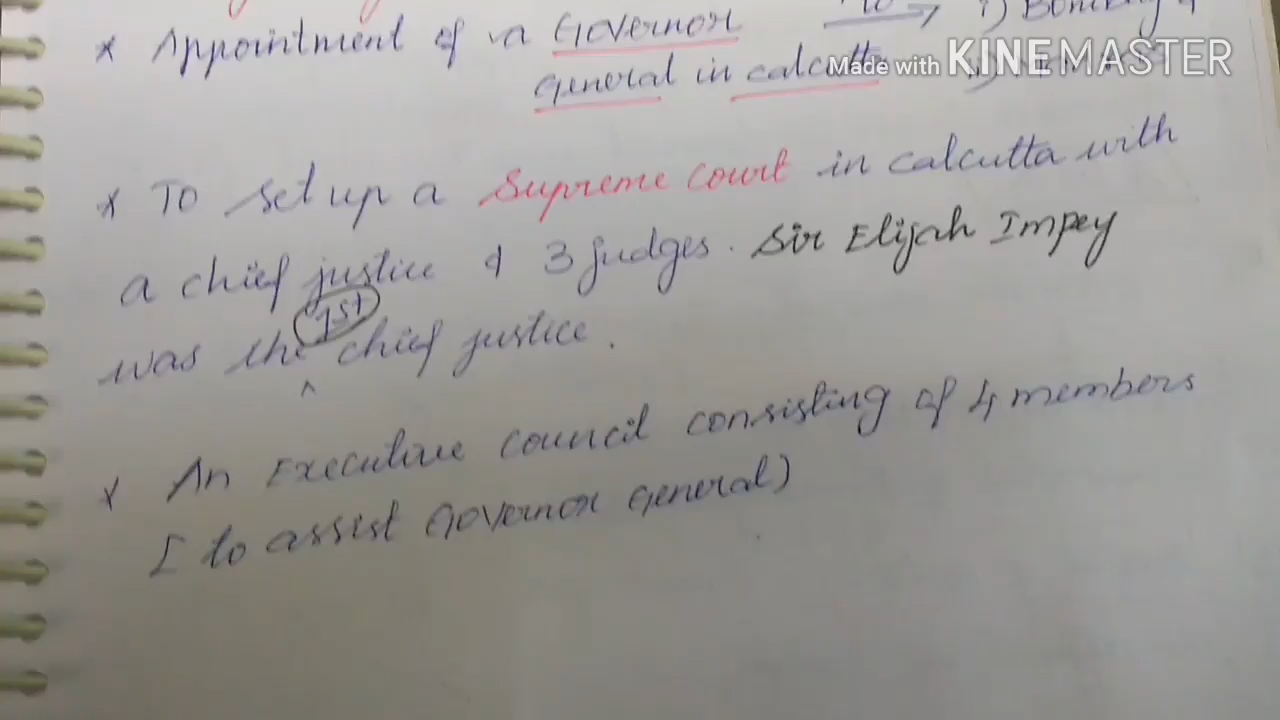 * Appointment of a Governor → i) Bombay &
general in calcutta
Made with KINEMASTER
* To set up a Supreme court in calcutta with
a chief justice & 3 judges. Sir Elijah Impey
was the 1st chief justice.
* An Executive council consisting of 4 members
[to assist Governor General)